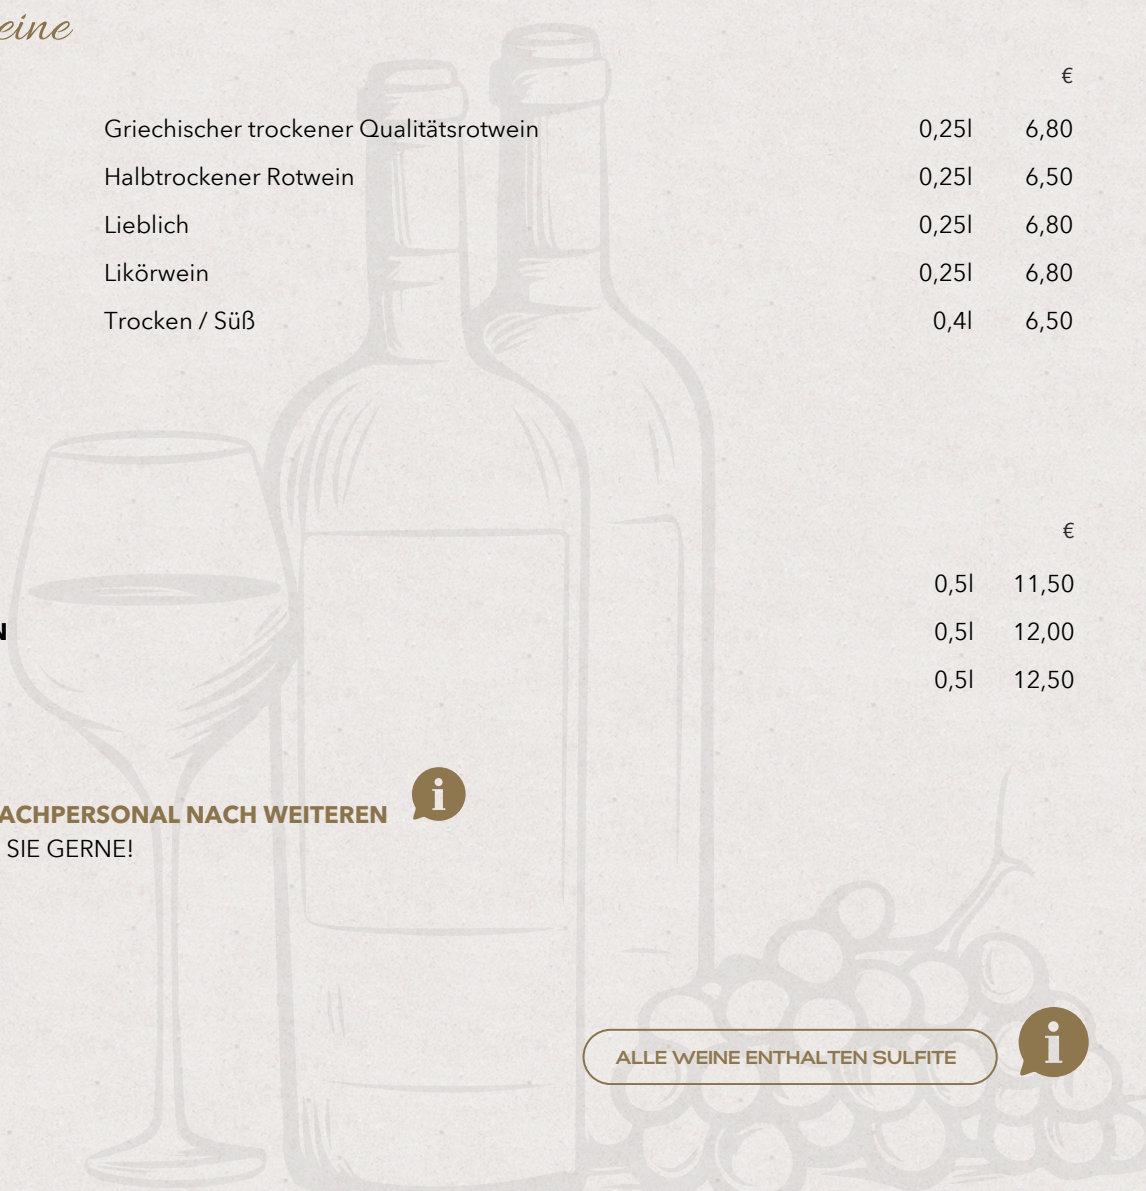 eine
€
Griechischer trockener Qualitätsrotwein 0,25l 6,80
Halbtrockener Rotwein 0,25l 6,50
Lieblich 0,25l 6,80
Likörwein 0,25l 6,80
Trocken / Süß 0,4l 6,50
€
0,5l 11,50
N 0,5l 12,00
0,5l 12,50
ACHPERSONAL NACH WEITEREN
SIE GERNE!
ALLE WEINE ENTHALTEN SULFITE